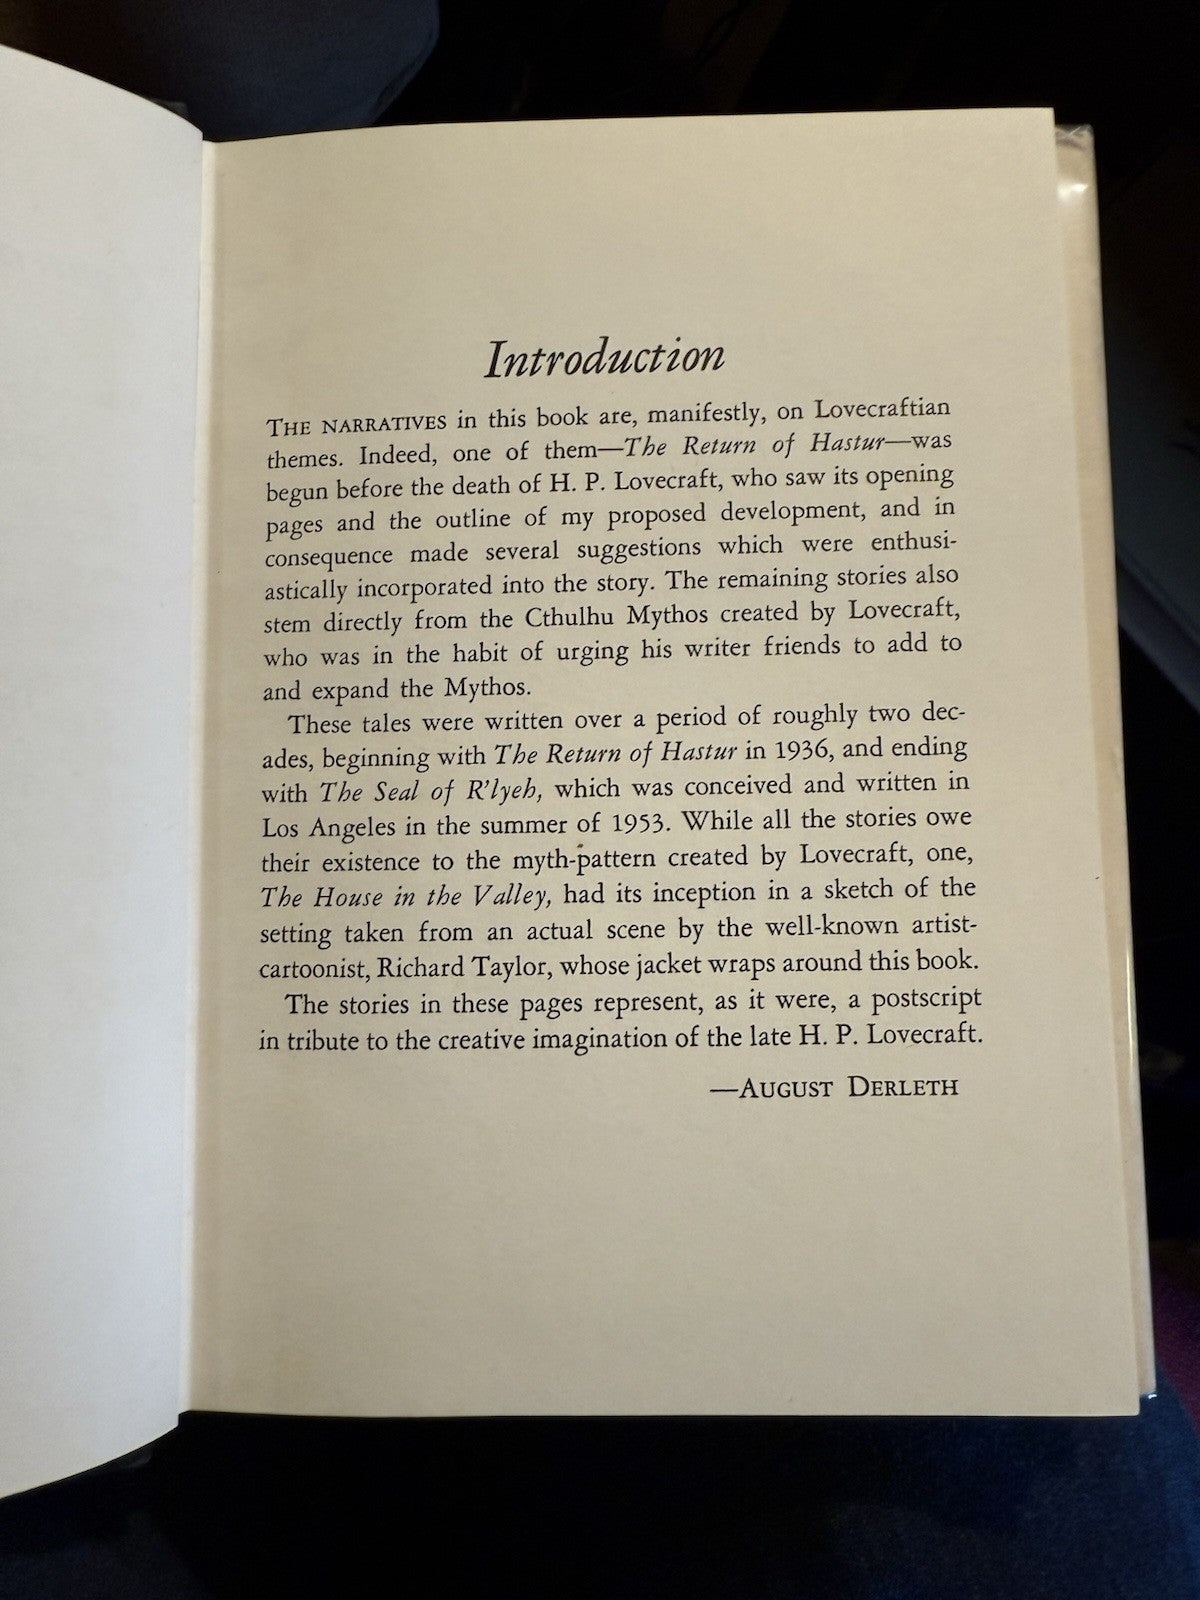 Introduction
THE NARRATIVES in this book are, manifestly, on Lovecraftian
themes. Indeed, one of them—The Return of Hastur—was
begun before the death of H. P. Lovecraft, who saw its opening
pages and the outline of my proposed development, and in
consequence made several suggestions which were enthusi-
astically incorporated into the story. The remaining stories also
stem directly from the Cthulhu Mythos created by Lovecraft,
who was in the habit of urging his writer friends to add to
and expand the Mythos.
These tales were written over a period of roughly two dec-
ades, beginning with The Return of Hastur in 1936, and ending
with The Seal of R'lyeh, which was conceived and written in
Los Angeles in the summer of 1953. While all the stories owe
their existence to the myth-pattern created by Lovecraft, one,
The House in the Valley, had its inception in a sketch of the
setting taken from an actual scene by the well-known artist-
cartoonist, Richard Taylor, whose jacket wraps around this book.
The stories in these pages represent, as it were, a postscript
in tribute to the creative imagination of the late H. P. Lovecraft.
—AUGUST DERLETH